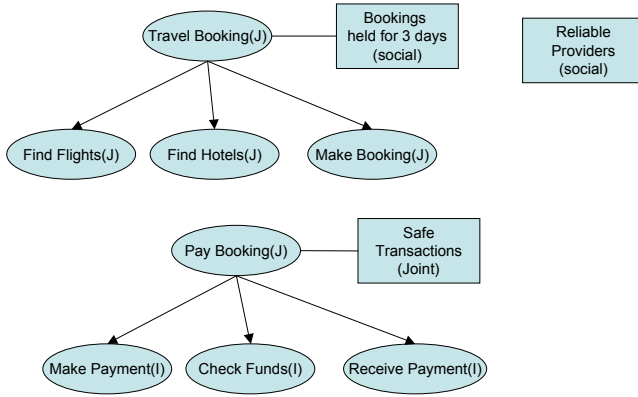 Travel Booking(J)
Bookings
held for 3 days
(social)
Reliable
Providers
(social)
Find Flights(J)
Find Hotels(J)
Make Booking(J)
Pay Booking(J)
Safe
Transactions
(Joint)
Make Payment(I)
Check Funds(I)
Receive Payment(I)